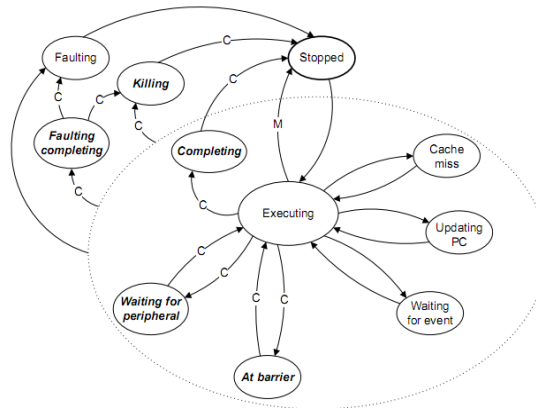 C
Faulting
Stopped
C
C
Killing
C
C
C
M
Faulting
completing
Completing
Cache
miss
C
C
Executing
Updating
PC
C
C
C
C
Waiting for
peripheral
Waiting
for event
At barrier